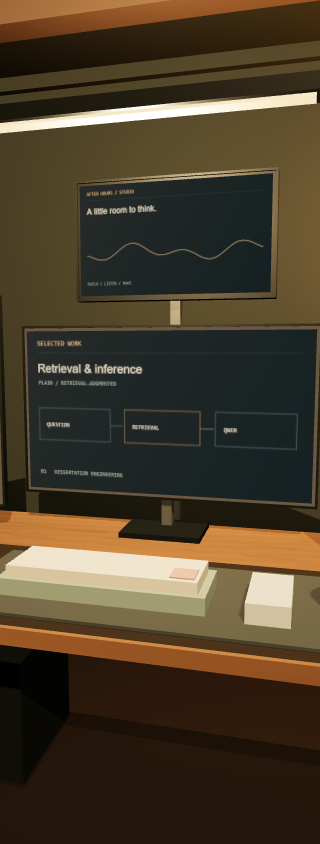 AFTER HOURS / STUDIO
A little room to think.
BUILD / LISTEN / MAKE
SELECTED WORK
Retrieval & inference
PLAIN / RETRIEVAL-AUGMENTED
QUESTION
RETRIEVAL
QWEN
01 DISSERTATION ENGINEERING